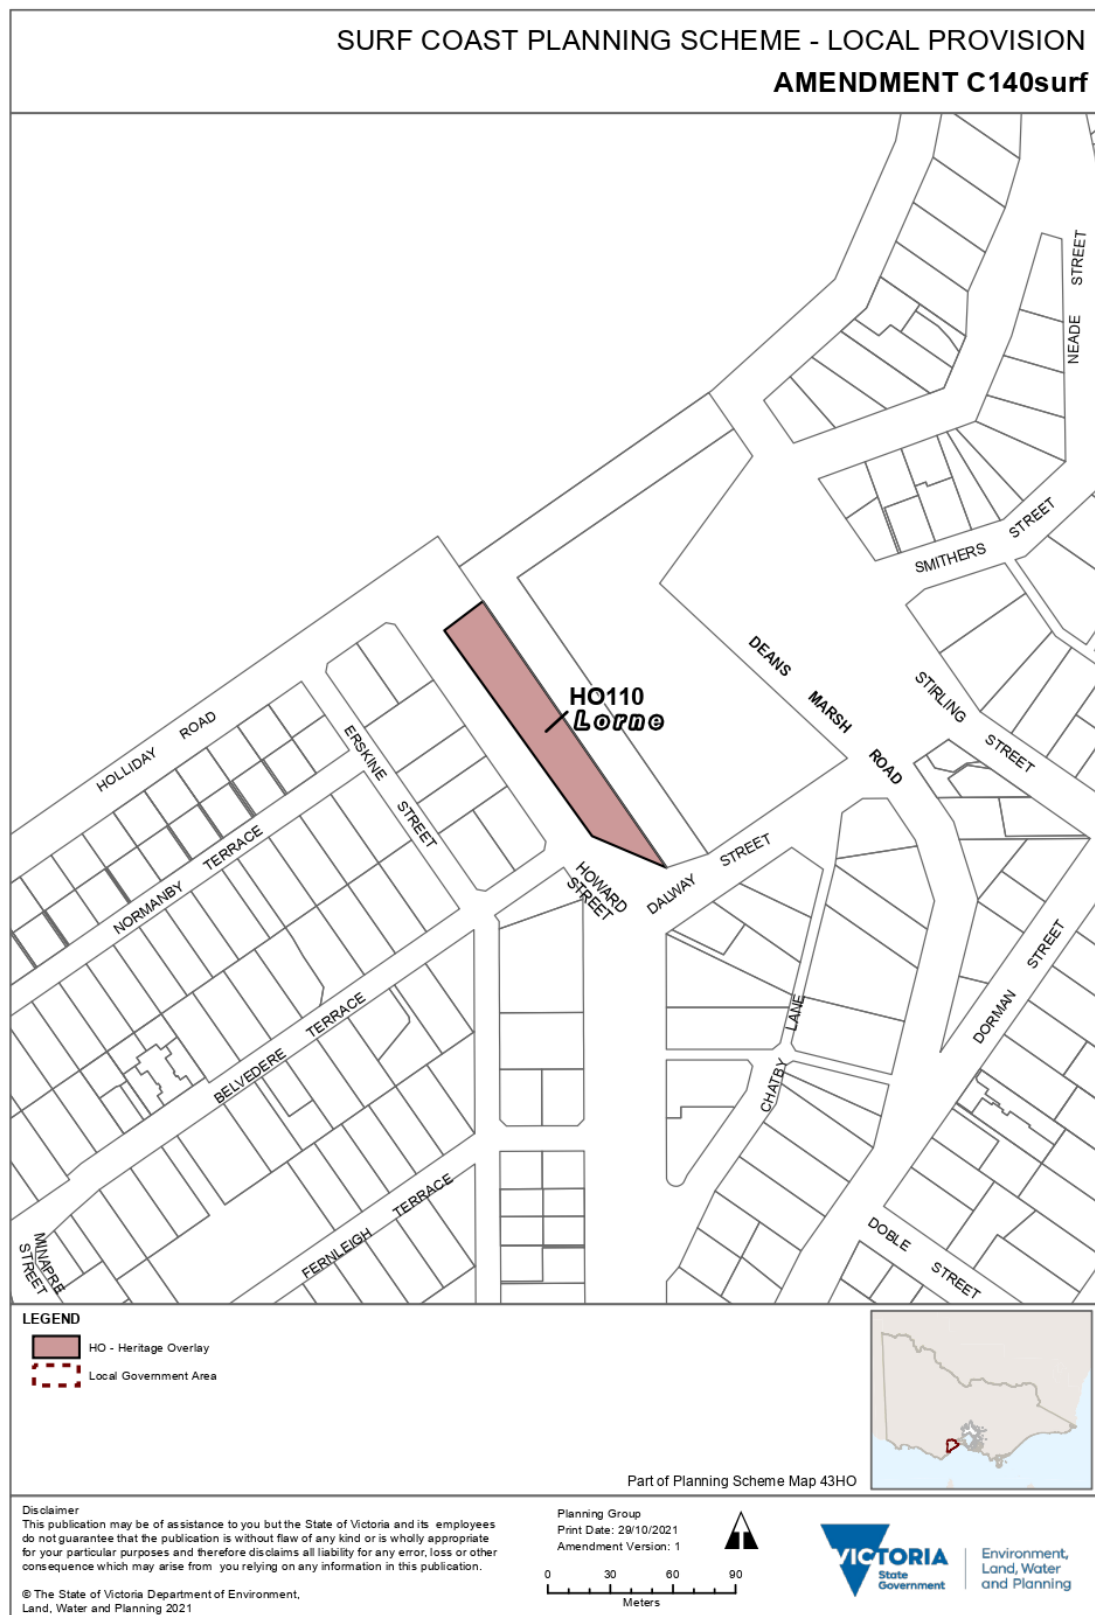 SURF COAST PLANNING SCHEME - LOCAL PROVISION
AMENDMENT C140surf
NEADE STREET
SMITHERS STREET
DEANS MARSH ROAD
STIRLING STREET
HO110
Lorne
HOLLIDAY ROAD
ERSKINE STREET
NORMANBY TERRACE
HOWARD
STREET
DALWAY STREET
BELVEDERE TERRACE
CHATBY LANE
DORMAN STREET
FERNLEIGH TERRACE
MINAPRE
STREET
DOBLE STREET
LEGEND
HO - Heritage Overlay
Local Government Area
Part of Planning Scheme Map 43HO
Disclaimer
This publication may be of assistance to you but the State of Victoria and its employees
do not guarantee that the publication is without flaw of any kind or is wholly appropriate
for your particular purposes and therefore disclaims all liability for any error, loss or other
consequence which may arise from you relying on any information in this publication.
© The State of Victoria Department of Environment,
Land, Water and Planning 2021
Planning Group
Print Date: 29/10/2021
Amendment Version: 1
0 30 60 90
Meters
VICTORIA
State
Government
Environment,
Land, Water
and Planning